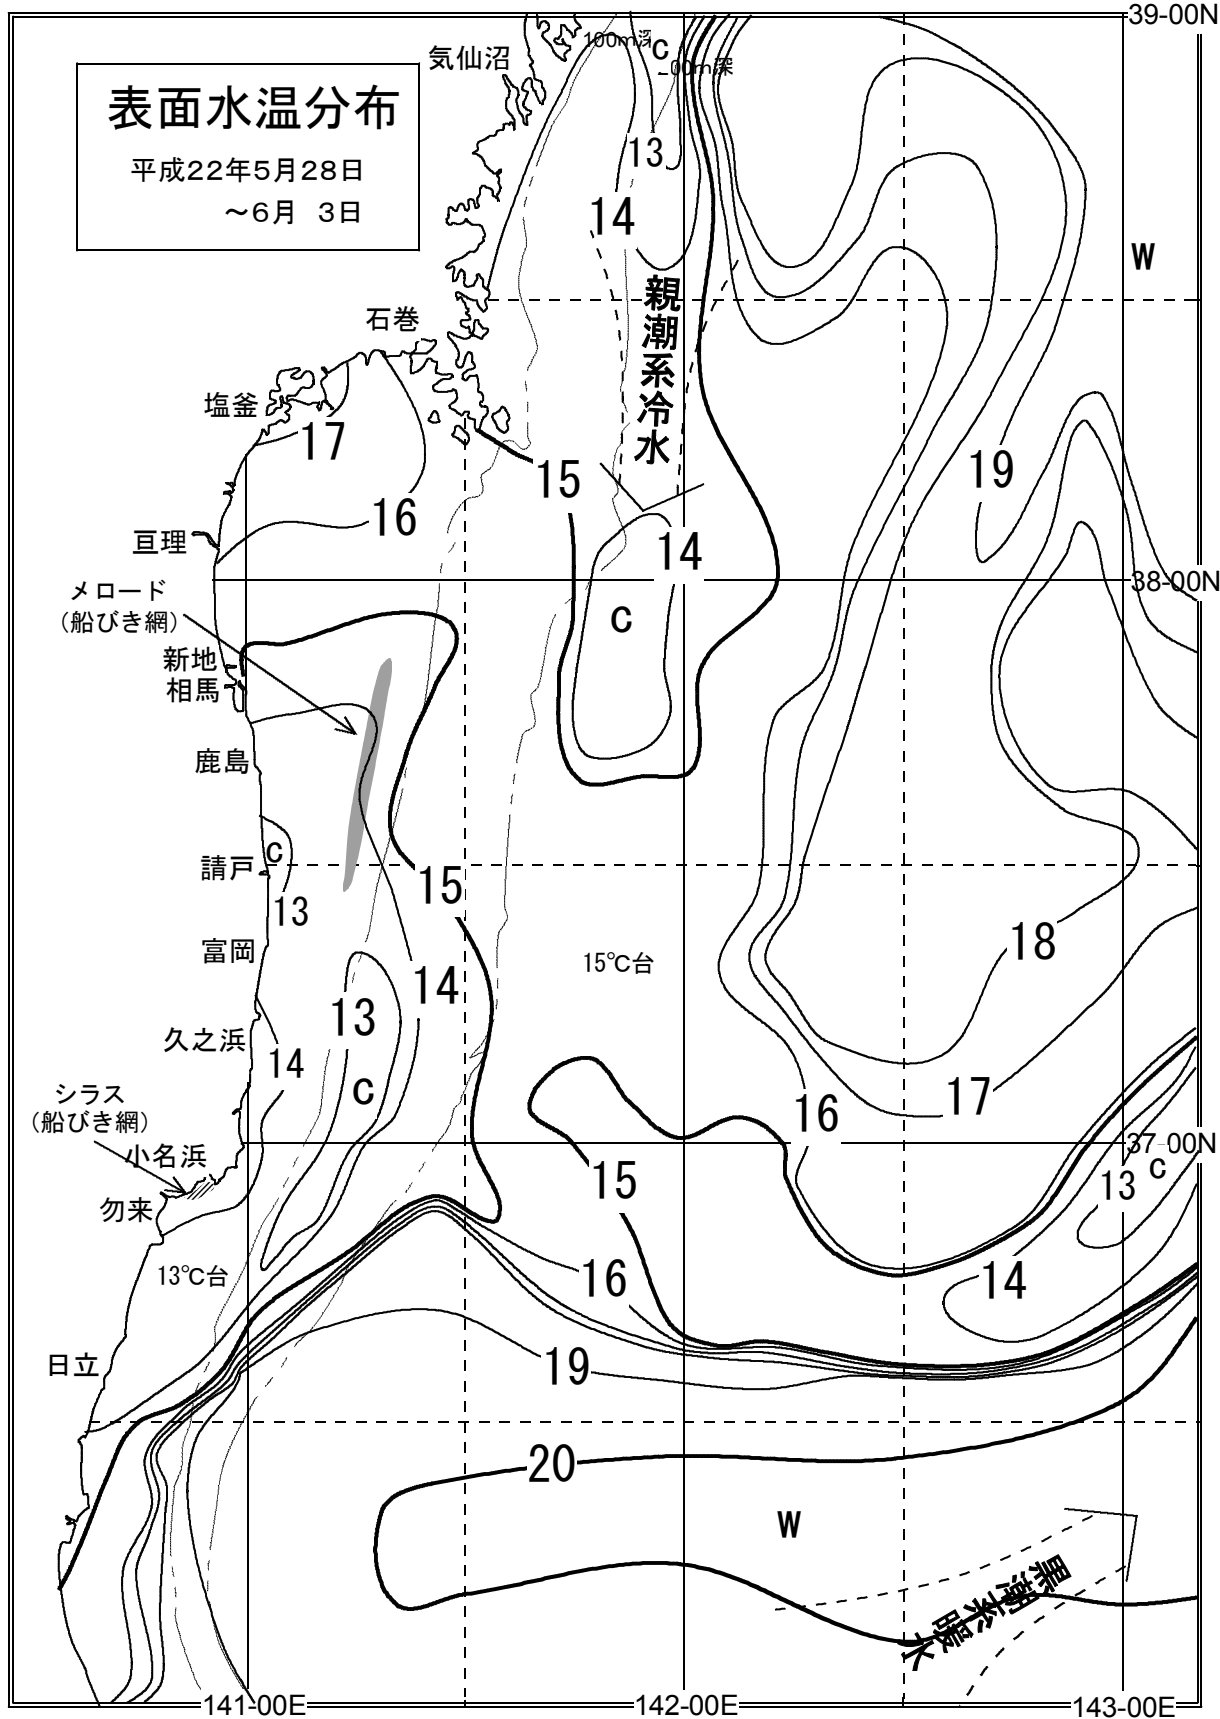 39-00N
100m深
C
00m深
気仙沼
表面水温分布
平成22年5月28日
～6月 3日
13
14
W
親潮系冷水
石巻
塩釜
17
15
19
16
亘理
14
38-00N
メロード
(船びき網)
C
新地
相馬
鹿島
C
請戸
15
13
18
富岡
15℃台
14
13
久之浜
14
シラス
(船びき網)
C
16
17
37-00N
小名浜
C
15
13
勿来
13℃台
16
14
日立
19
20
W
黒潮系暖水
141-00E
142-00E
143-00E